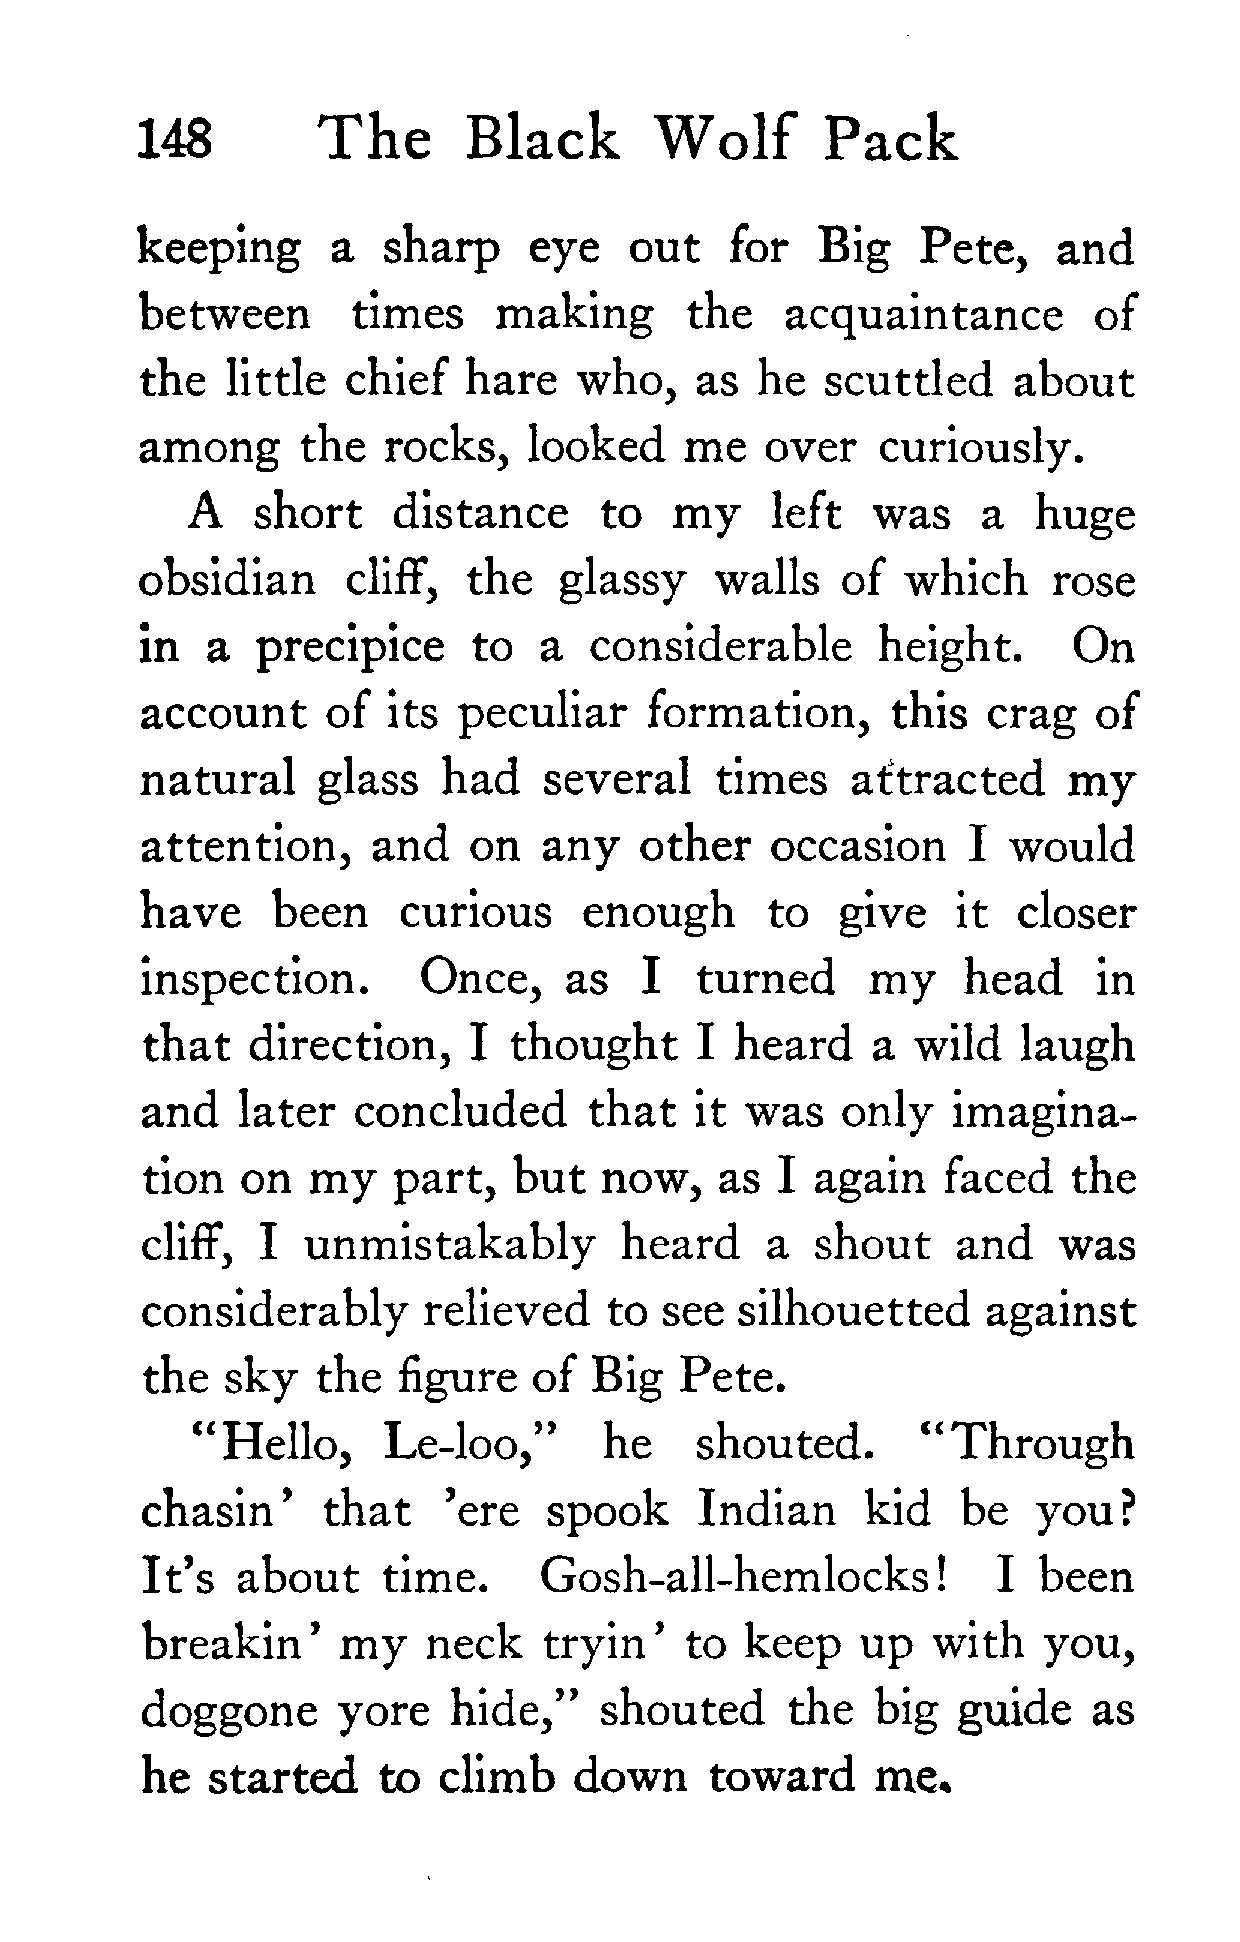 148 The Black Wolf Pack
keeping a sharp eye out for Big Pete, and
between times making the acquaintance of
the little chief hare who, as he scuttled about
among the rocks, looked me over curiously.
A short distance to my left was a huge
obsidian cliff, the glassy walls of which rose
in a precipice to a considerable height. On
account of its peculiar formation, this crag of
natural glass had several times attracted my
attention, and on any other occasion I would
have been curious enough to give it closer
inspection. Once, as I turned my head in
that direction, I thought I heard a wild laugh
and later concluded that it was only imagina-
tion on my part, but now, as I again faced the
cliff, I unmistakably heard a shout and was
considerably relieved to see silhouetted against
the sky the figure of Big Pete.
“Hello, Le-loo,” he shouted. “Through
chasin’ that ’ere spook Indian kid be you?
It’s about time. Gosh-all-hemlocks! I been
breakin’ my neck tryin’ to keep up with you,
doggone yore hide,” shouted the big guide as
he started to climb down toward me.